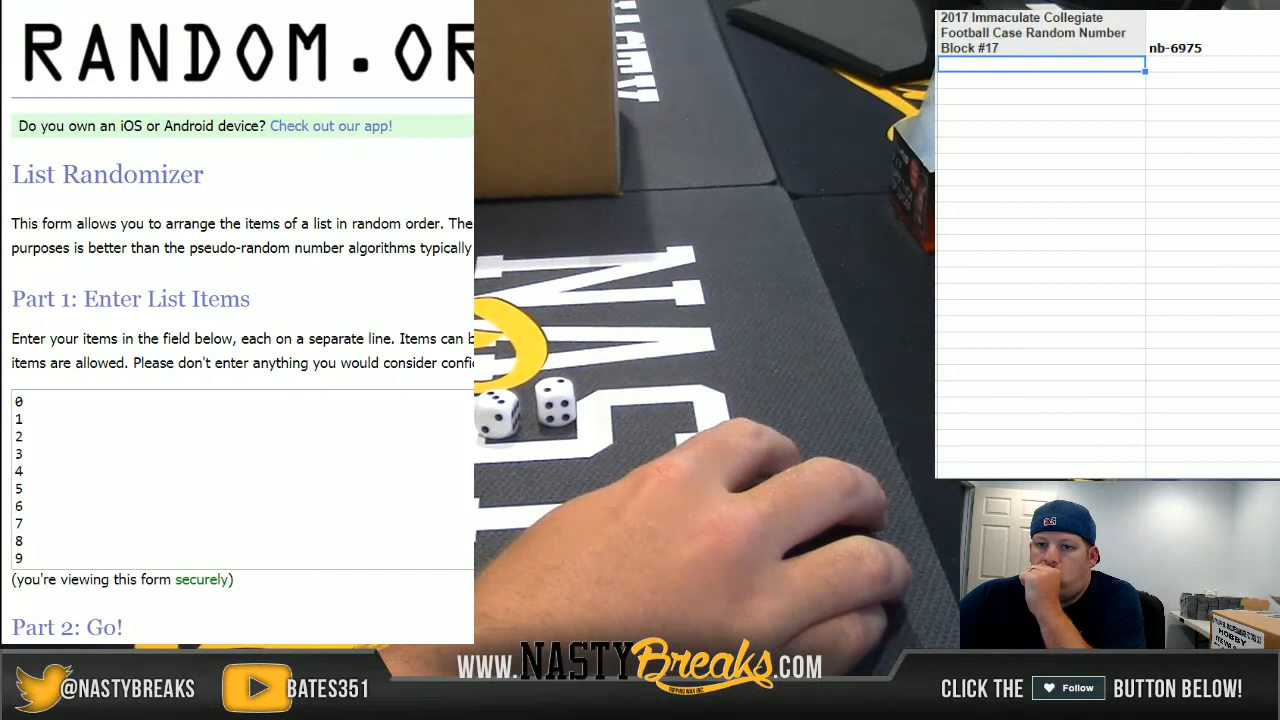 RANDOM.OR
Do you own an iOS or Android device? Check out our app!
List Randomizer
This form allows you to arrange the items of a list in random order. The
purposes is better than the pseudo-random number algorithms typically
Part 1: Enter List Items
Enter your items in the field below, each on a separate line. Items can b
items are allowed. Please don't enter anything you would consider confi
0
1
2
3
4
5
6
7
8
9
(you're viewing this form securely)
Part 2: Go!
2017 Immaculate Collegiate
Football Case Random Number
Block #17
nb-6975
NAS
HOBBY
@NASTYBREAKS
BATES351
WWW.NASTYBreaks.COM
RIPPING WAX INC
CLICK THE Follow BUTTON BELOW!